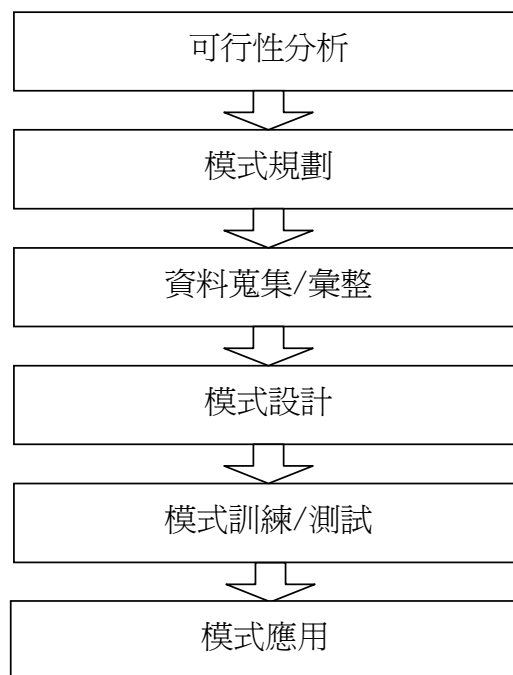 可行性分析
模式規劃
資料蒐集/彙整
模式設計
模式訓練/測試
模式應用